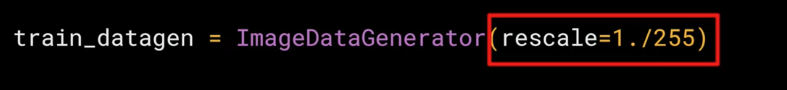 train_datagen = ImageDataGenerator(rescale=1./255)